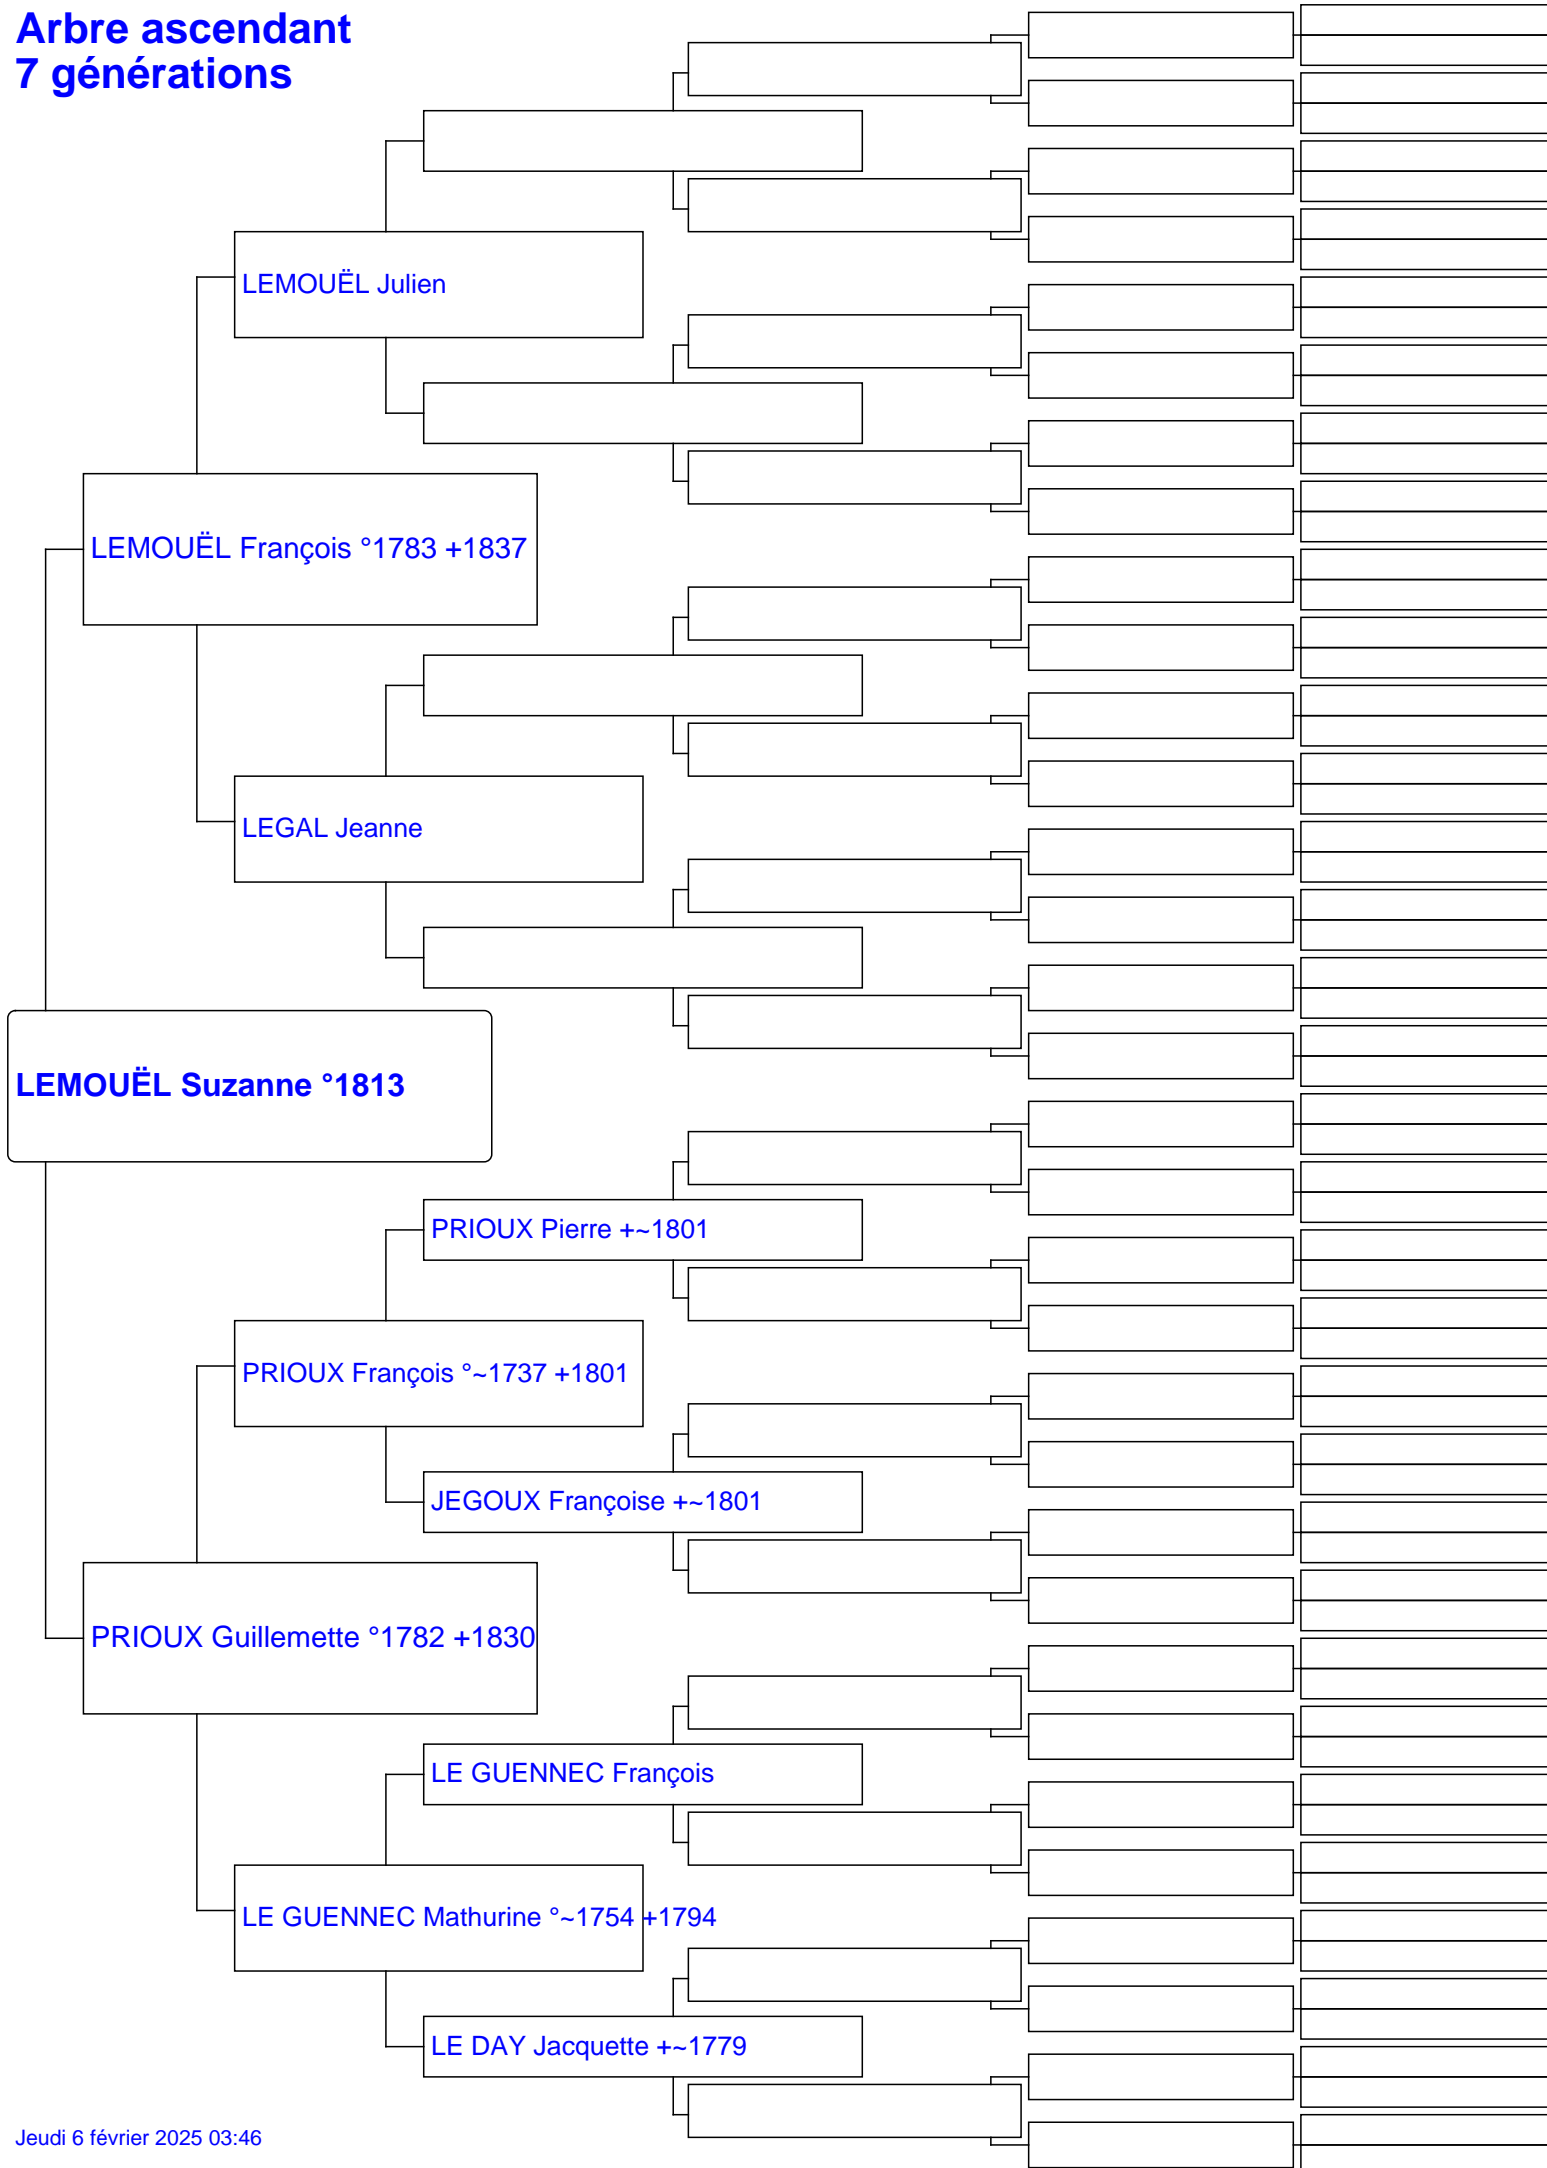 Arbre ascendant
7 générations
LEMOUËL Julien
LEMOUËL François °1783 +1837
LEGAL Jeanne
LEMOUËL Suzanne °1813
PRIOUX Pierre +~1801
PRIOUX François °~1737 +1801
JEGOUX Françoise +~1801
PRIOUX Guillemette °1782 +1830
LE GUENNEC François
LE GUENNEC Mathurine °~1754 +1794
LE DAY Jacquette +~1779
Jeudi 6 février 2025 03:46